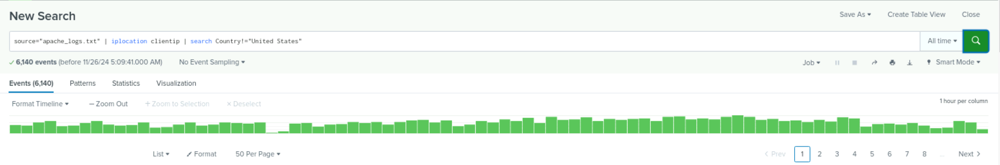 New Search
Save As Create Table View Close
source="apache_logs.txt" | iplocation clientip | search Country!="United States"
All time
6,140 events (before 11/26/24 5:09:41.000 AM) No Event Sampling
Job Smart Mode
Events (6,140) Patterns Statistics Visualization
Format Timeline — Zoom Out + Zoom to Selection × Deselect
1 hour per column
List Format 50 Per Page
< Prev 1 2 3 4 5 6 7 8 ... Next >